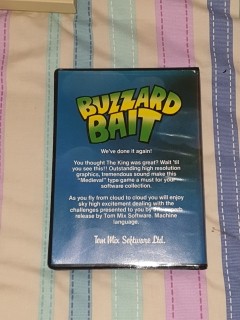 BUZZARD
BAIT
We've done it again!
You thought The King was great? Wait 'til
you see this!! Outstanding high resolution
graphics, tremendous sound make this
"Medieval" type game a must for your
software collection.
As you fly from cloud to cloud you will enjoy
sky high excitement dealing with the
challenges presented to you by
release by Tom Mix Software. Machine
language.
Tom Mix Software Ltd.